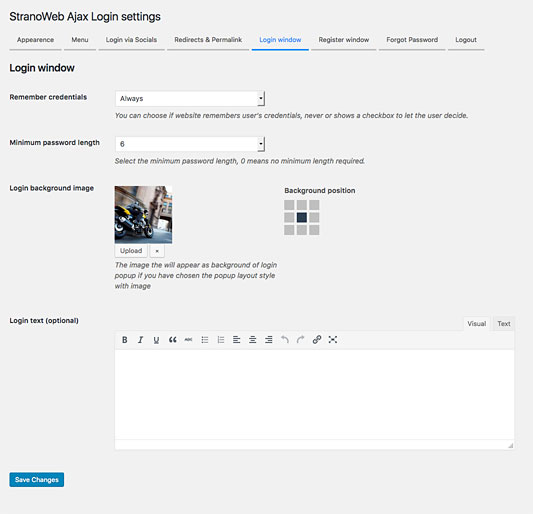 StranoWeb Ajax Login settings
Appearence Menu Login via Socials Redirects & Permalink Login window Register window Forgot Password Logout
Login window
Remember credentials Always
You can choose if website remembers user's credentials, never or shows a checkbox to let the user decide.
Minimum password length 6
Select the minimum password length, 0 means no minimum length required.
Login background image Background position
Upload ×
The image the will appear as background of login
popup if you have chosen the popup layout style
with image
Login text (optional) Visual Text
B I U ABC
Save Changes